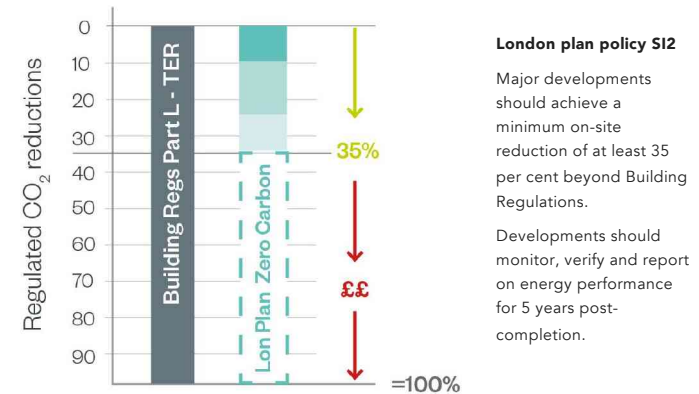 Regulated CO2 reductions
0
10
20
30
40
50
60
70
80
90
Building Regs Part L - TER
Lon Plan Zero Carbon
35%
££
=100%
London plan policy SI2
Major developments
should achieve a
minimum on-site
reduction of at least 35
per cent beyond Building
Regulations.
Developments should
monitor, verify and report
on energy performance
for 5 years post-
completion.